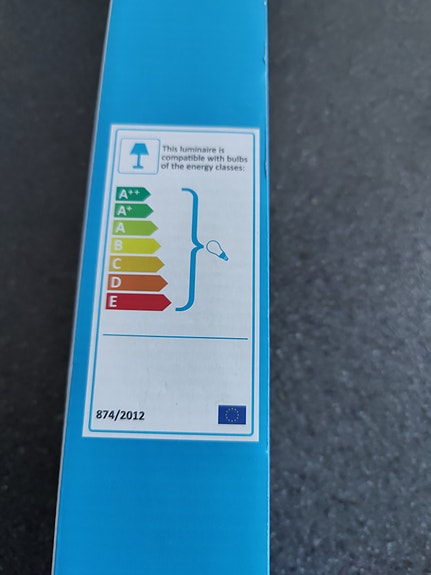 This luminaire is
compatible with bulbs
of the energy classes:
A++
A+
A
B
C
D
E
874/2012